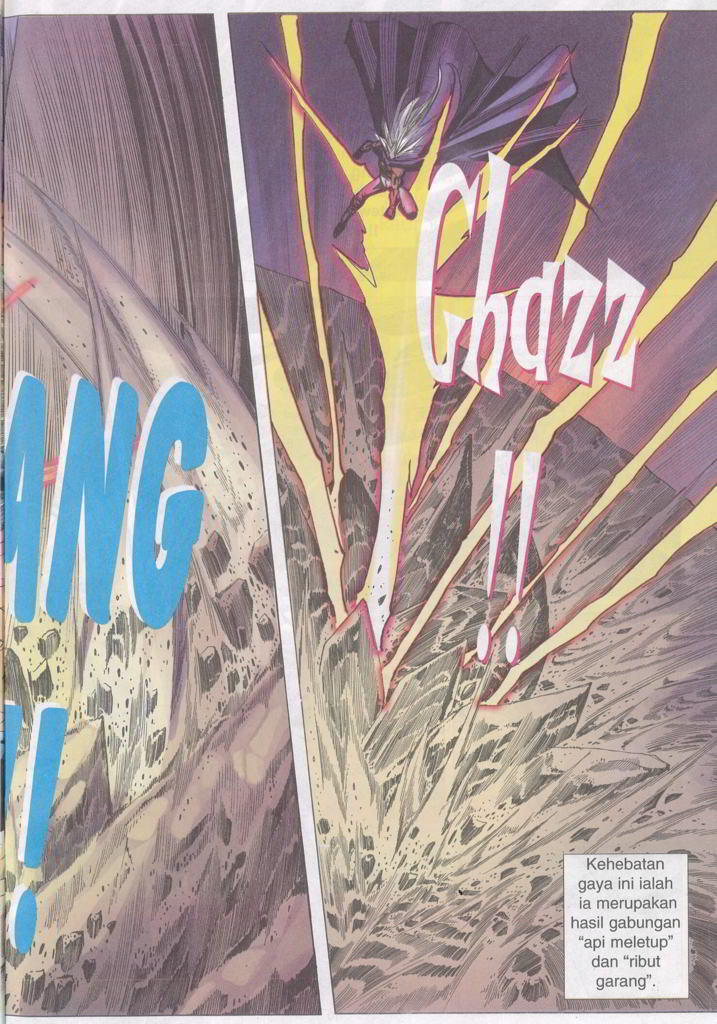 ANG
!
Chazz
!!
Kehebatan
gaya ini ialah
ia merupakan
hasil gabungan
“api meletup”
dan “ribut
garang”.